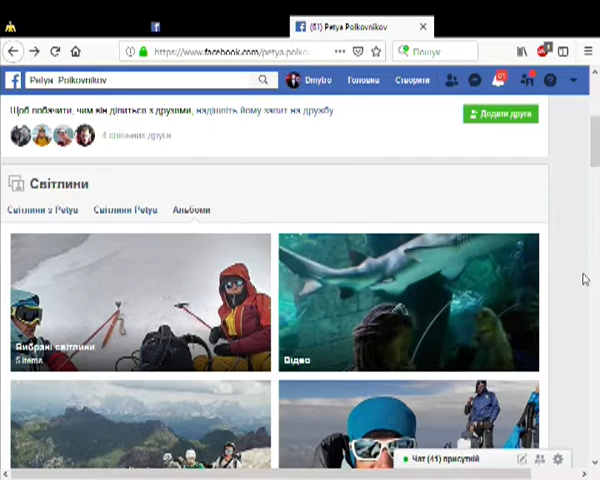 (51) Petya Polkovnikov
https://www.facebook.com/petya.polko
Пошук
Petya Polkovnikov
Dmytro
Головна
Створити
Щоб побачити, чим він ділиться з друзями, надішліть йому запит на дружбу
Додати друга
4 спільних друга
Світлини
Світлини з Petya
Світлини Petya
Альбоми
Вибрані світлини
5 items
Відео
Чат (41) присутній